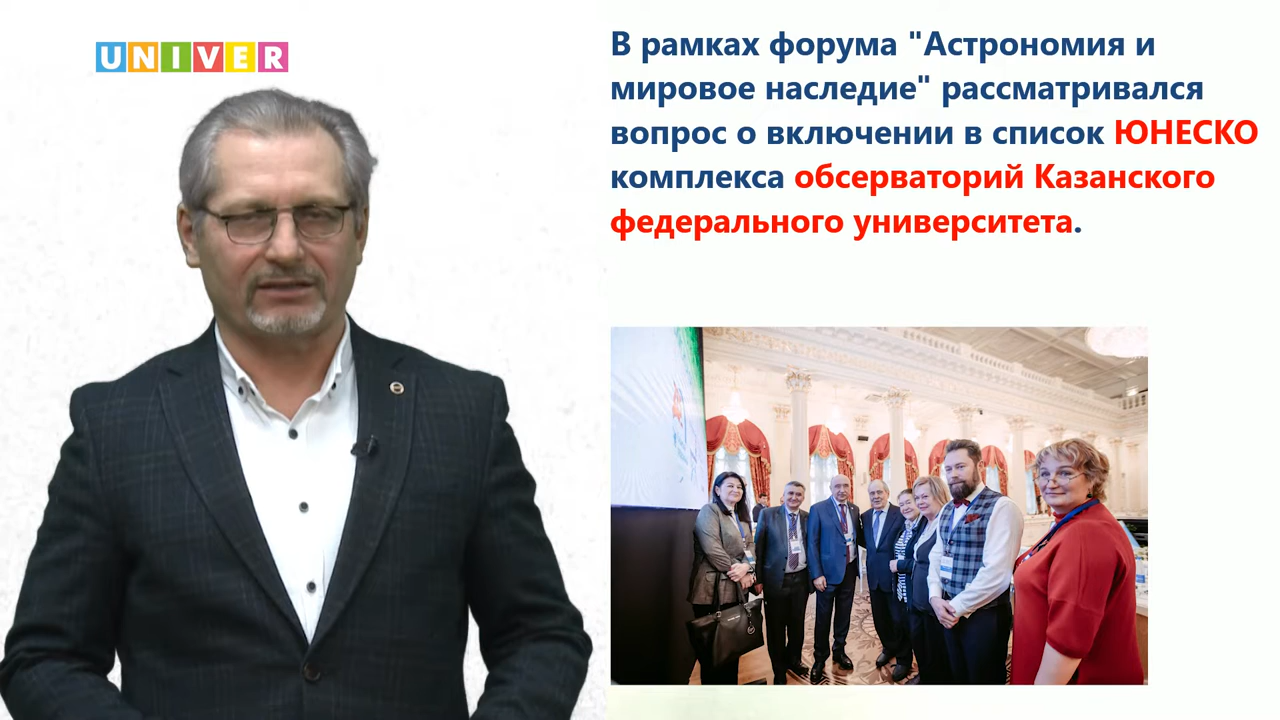 UNIVER
В рамках форума "Астрономия и
мировое наследие" рассматривался
вопрос о включении в список ЮНЕСКО
комплекса обсерваторий Казанского
федерального университета.